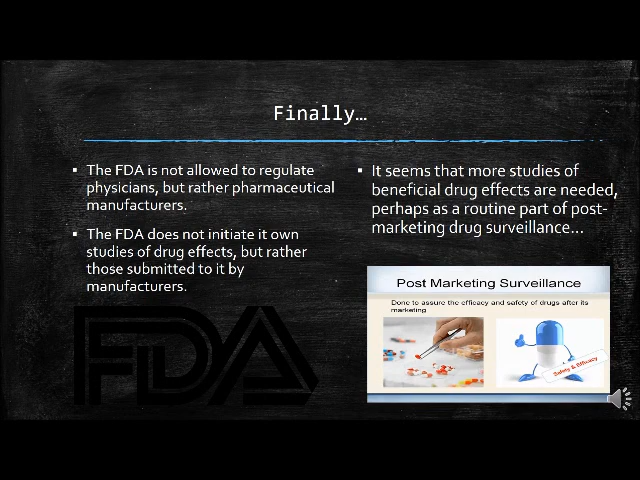 Finally…
▪ The FDA is not allowed to regulate
physicians, but rather pharmaceutical
manufacturers.
▪ The FDA does not initiate it own
studies of drug effects, but rather
those submitted to it by
manufacturers.
FDA
▪ It seems that more studies of
beneficial drug effects are needed,
perhaps as a routine part of post-
marketing drug surveillance…
Post Marketing Surveillance
Done to assure the efficacy and safety of drugs after its
marketing
Safety & Efficacy